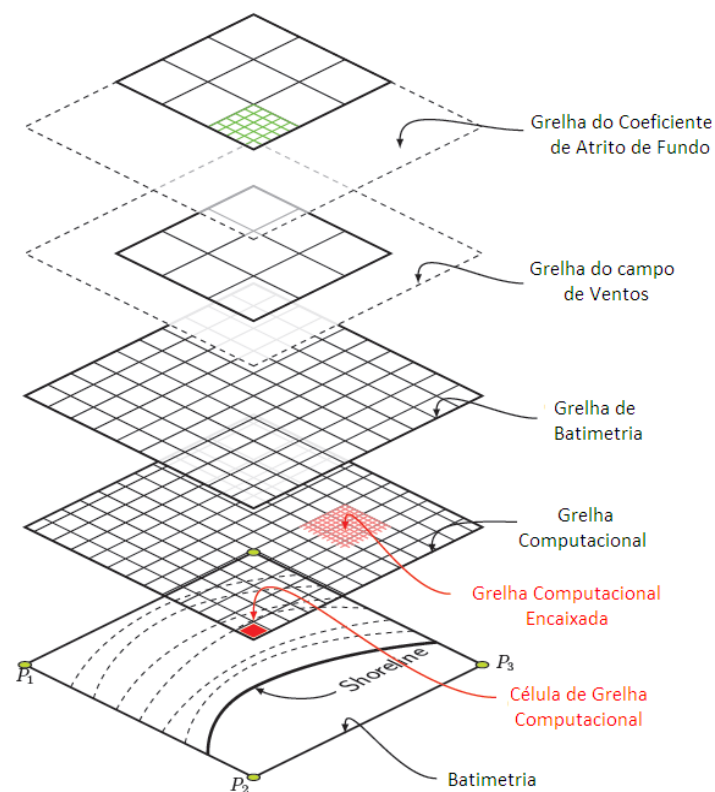 Grelha do Coeficiente
de Atrito de Fundo
Grelha do campo
de Ventos
Grelha de
Batimetria
Grelha
Computacional
Grelha Computacional
Encaixada
P1
Shoreline
P3
Célula de Grelha
Computacional
P2
Batimetria